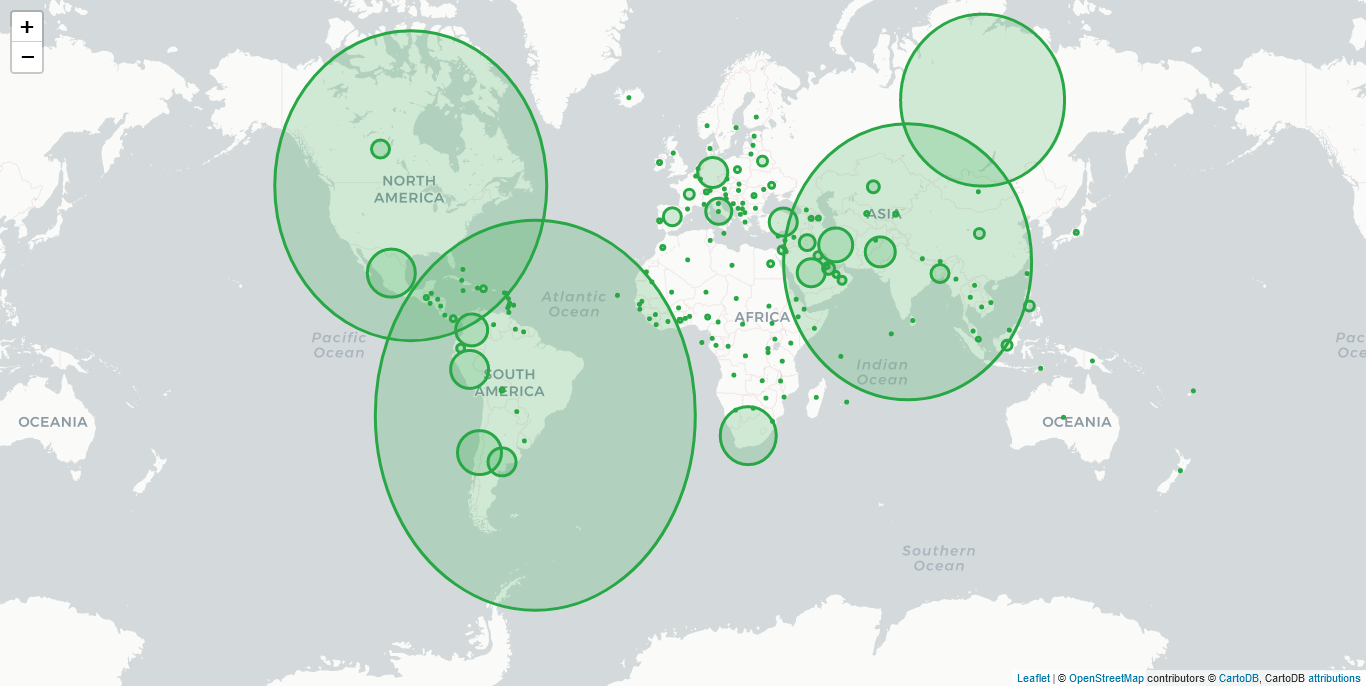 +
−
NORTH
AMERICA
Atlantic
Ocean
Pacific
Ocean
SOUTH
AMERICA
AFRICA
ASIA
Indian
Ocean
OCEANIA
OCEANIA
Pac
Oce
Southern
Ocean
Leaflet | © OpenStreetMap contributors © CartoDB, CartoDB attributions